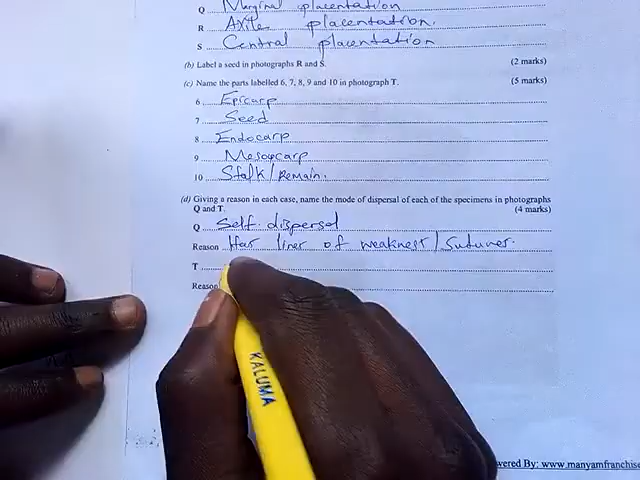 Q Marginal placentation
R Axile placentation.
S Central placentation
(b) Label a seed in photographs R and S. (2 marks)
(c) Name the parts labelled 6, 7, 8, 9 and 10 in photograph T. (5 marks)
6 Epicarp
7 Seed
8 Endocarp
9 Mesocarp
10 Stalk/Remain.
(d) Giving a reason in each case, name the mode of dispersal of each of the specimens in photographs
Q and T. (4 marks)
Q Self-dispersal
Reason Has lines of weakness/Sutures.
T
Reason
KALUMA
wered By: www.manyamfranchise